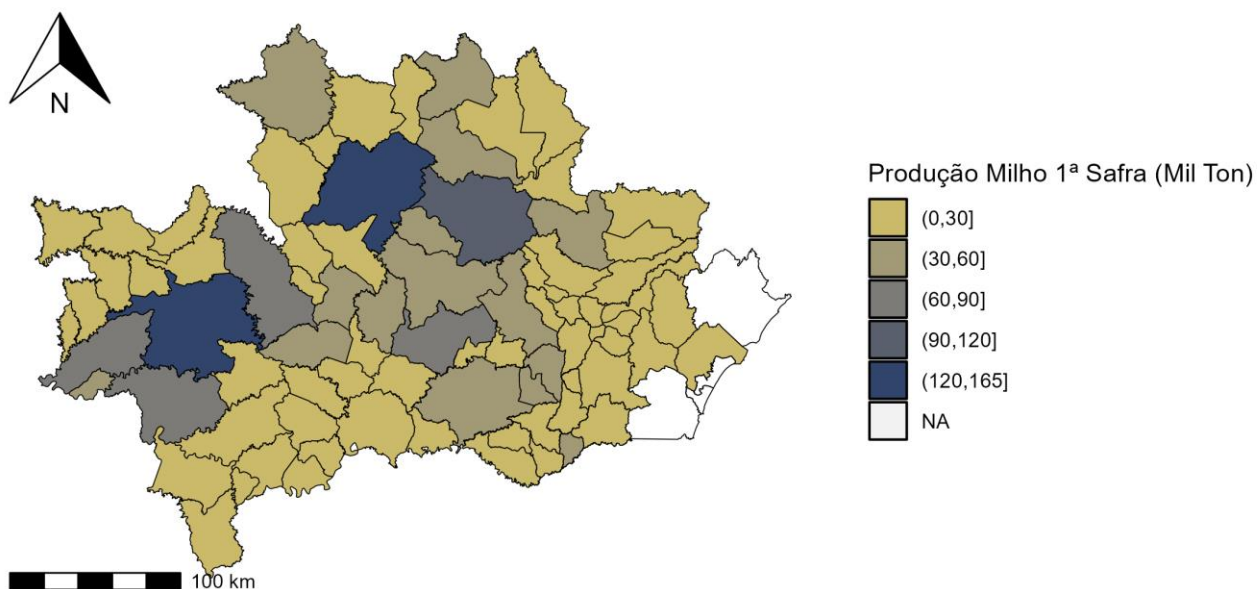 N
Produção Milho 1ª Safra (Mil Ton)
(0,30]
(30,60]
(60,90]
(90,120]
(120,165]
NA
100 km